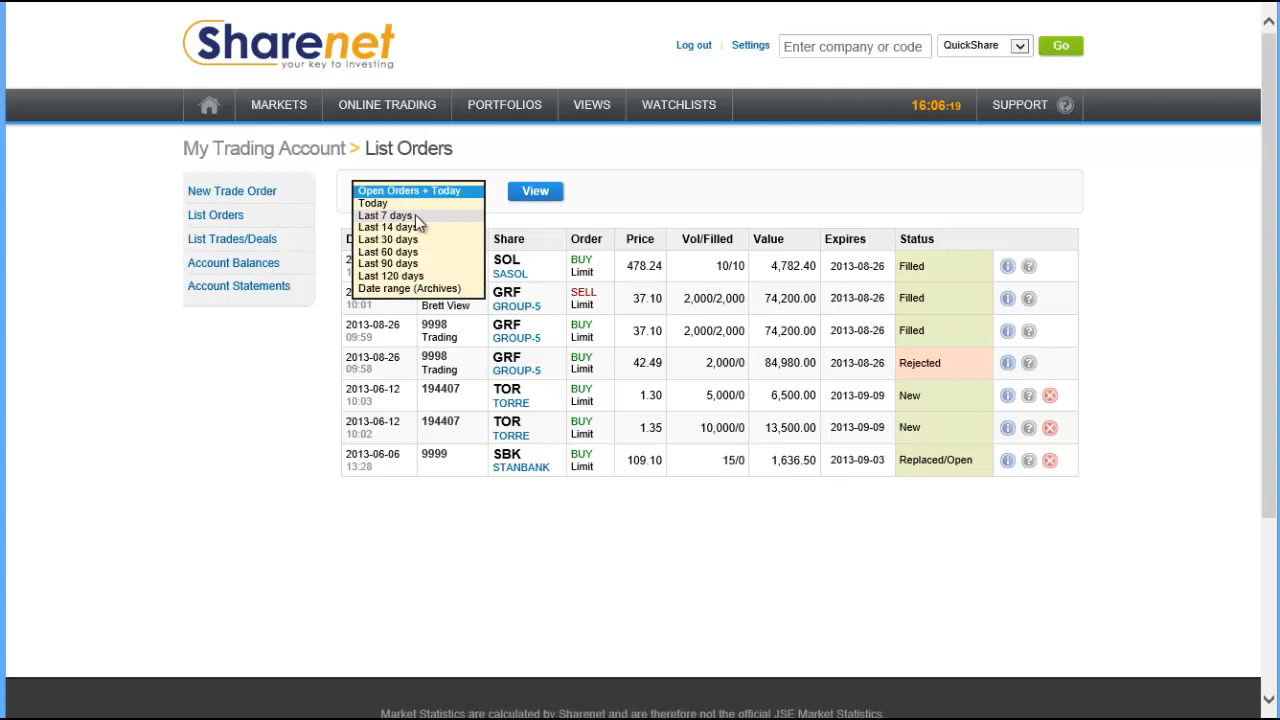 Sharenet
your key to investing
Log out | Settings Enter company or code QuickShare Go
MARKETS ONLINE TRADING PORTFOLIOS VIEWS WATCHLISTS 16:06:19 SUPPORT ?
My Trading Account > List Orders
New Trade Order
List Orders
List Trades/Deals
Account Balances
Account Statements
Open Orders + Today View
Today
Last 7 days
Last 14 days
Last 30 days
Last 60 days
Last 90 days
Last 120 days
Date range (Archives)
D Share Order Price Vol/Filled Value Expires Status
2 SOL BUY 478.24 10/10 4,782.40 2013-08-26 Filled
SASOL Limit
2 GRF SELL 37.10 2,000/2,000 74,200.00 2013-08-26 Filled
10:01 Brett View GROUP-5 Limit
2013-08-26 9998 GRF BUY 37.10 2,000/2,000 74,200.00 2013-08-26 Filled
09:59 Trading GROUP-5 Limit
2013-08-26 9998 GRF BUY 42.49 2,000/0 84,980.00 2013-08-26 Rejected
09:58 Trading GROUP-5 Limit
2013-06-12 194407 TOR BUY 1.30 5,000/0 6,500.00 2013-09-09 New
10:03 TORRE Limit
2013-06-12 194407 TOR BUY 1.35 10,000/0 13,500.00 2013-09-09 New
10:02 TORRE Limit
2013-06-06 9999 SBK BUY 109.10 15/0 1,636.50 2013-09-03 Replaced/Open
13:28 STANBANK Limit
Market Statistics are calculated by Sharenet and are therefore not the official JSE Market Statistics.